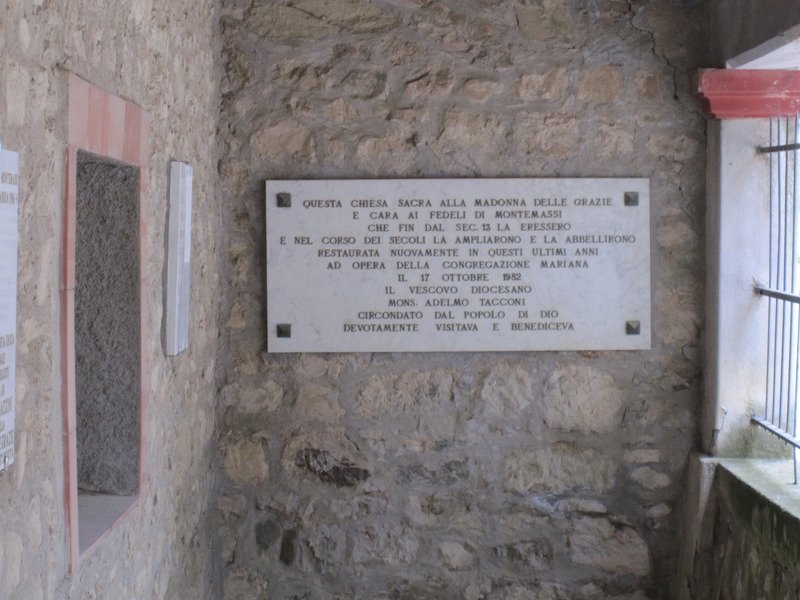 QUESTA CHIESA SACRA ALLA MADONNA DELLE GRAZIE
E CARA AI FEDELI DI MONTEMASSI
CHE FIN DAL SEC. 13 LA ERESSERO
E NEL CORSO DEI SECOLI LA AMPLIARONO E LA ABBELLIRONO
RESTAURATA NUOVAMENTE IN QUESTI ULTIMI ANNI
AD OPERA DELLA CONGREGAZIONE MARIANA
IL 17 OTTOBRE 1982
IL VESCOVO DIOCESANO
MONS. ADELMO TACCONI
CIRCONDATO DAL POPOLO DI DIO
DEVOTAMENTE VISITAVA E BENEDICEVA